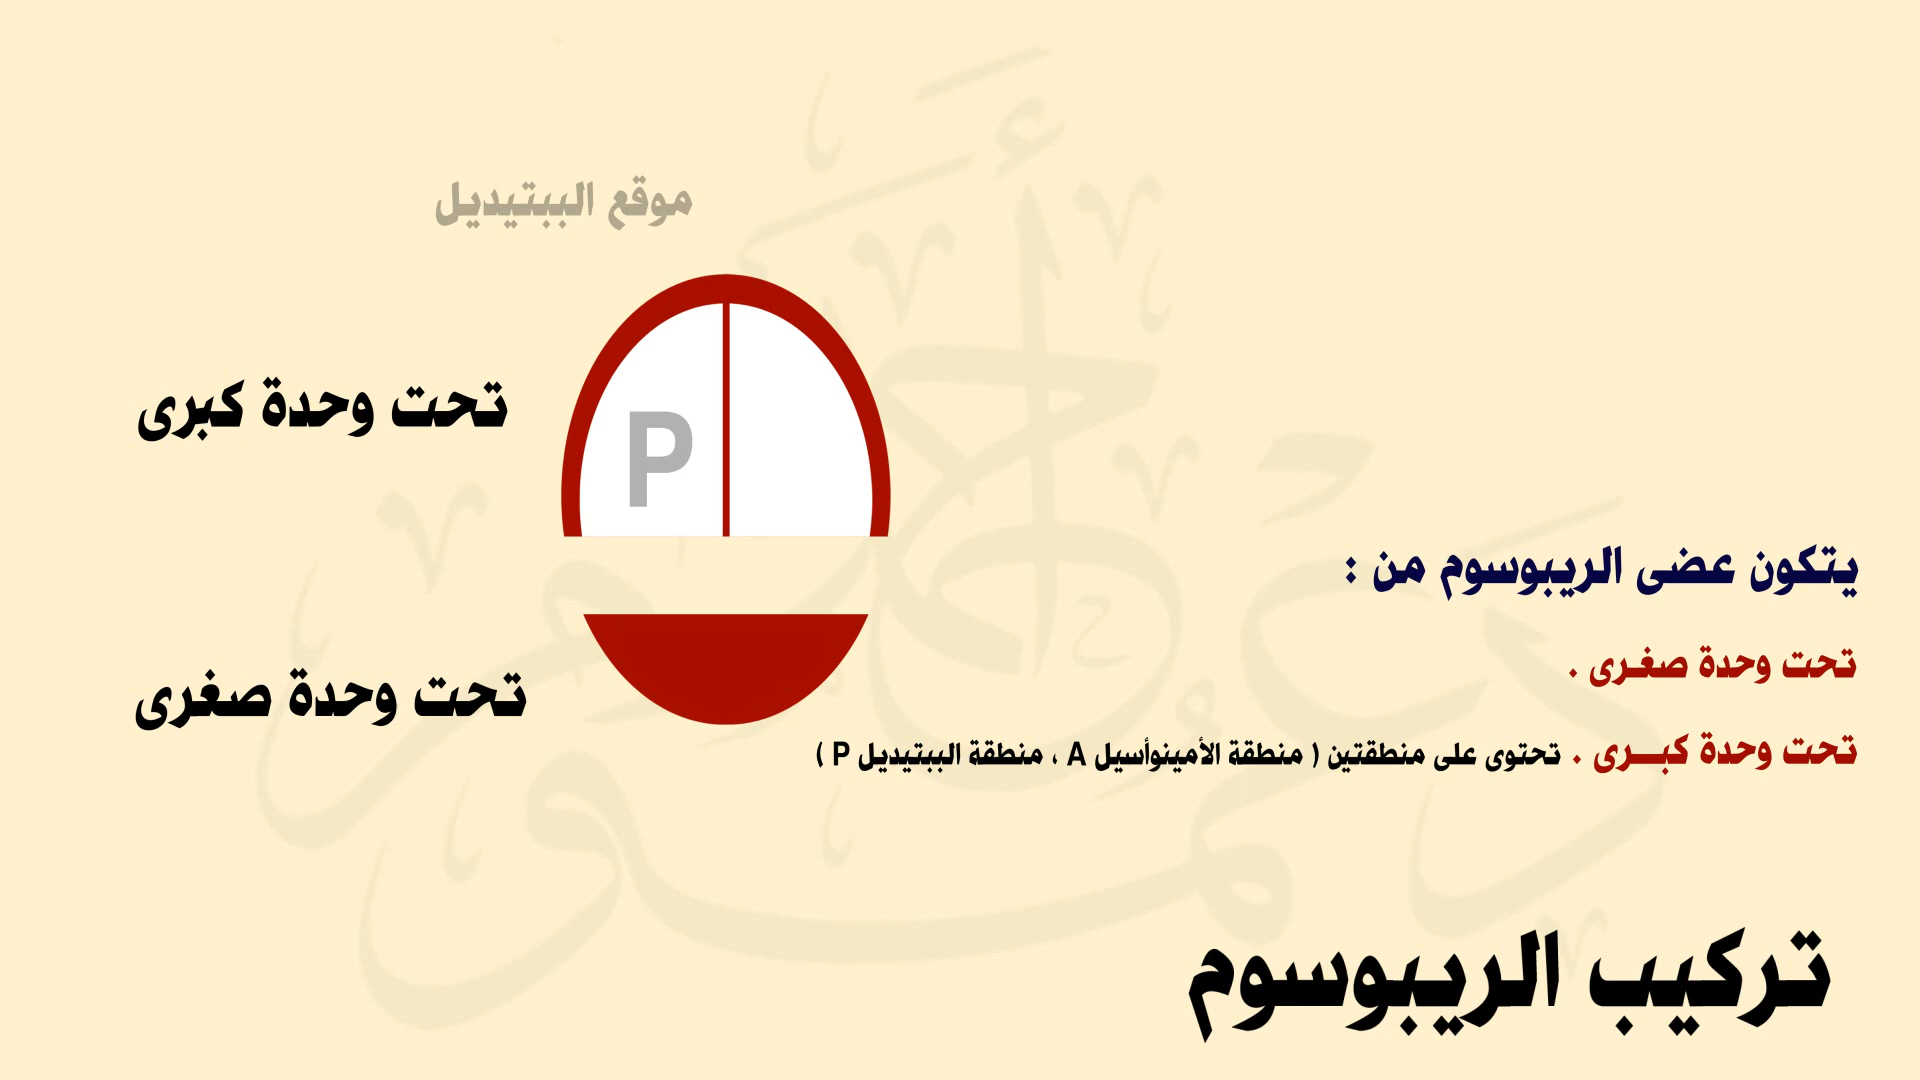 موقع الببتيديل
تحت وحدة كبرى
P
يتكون عضى الريبوسوم من :
تحت وحدة صغرى .
تحت وحدة صغرى
تحت وحدة كبــرى . تحتوى على منطقتين ( منطقة الأمينوأسيل A ، منطقة الببتيديل P )
تركيب الريبوسوم